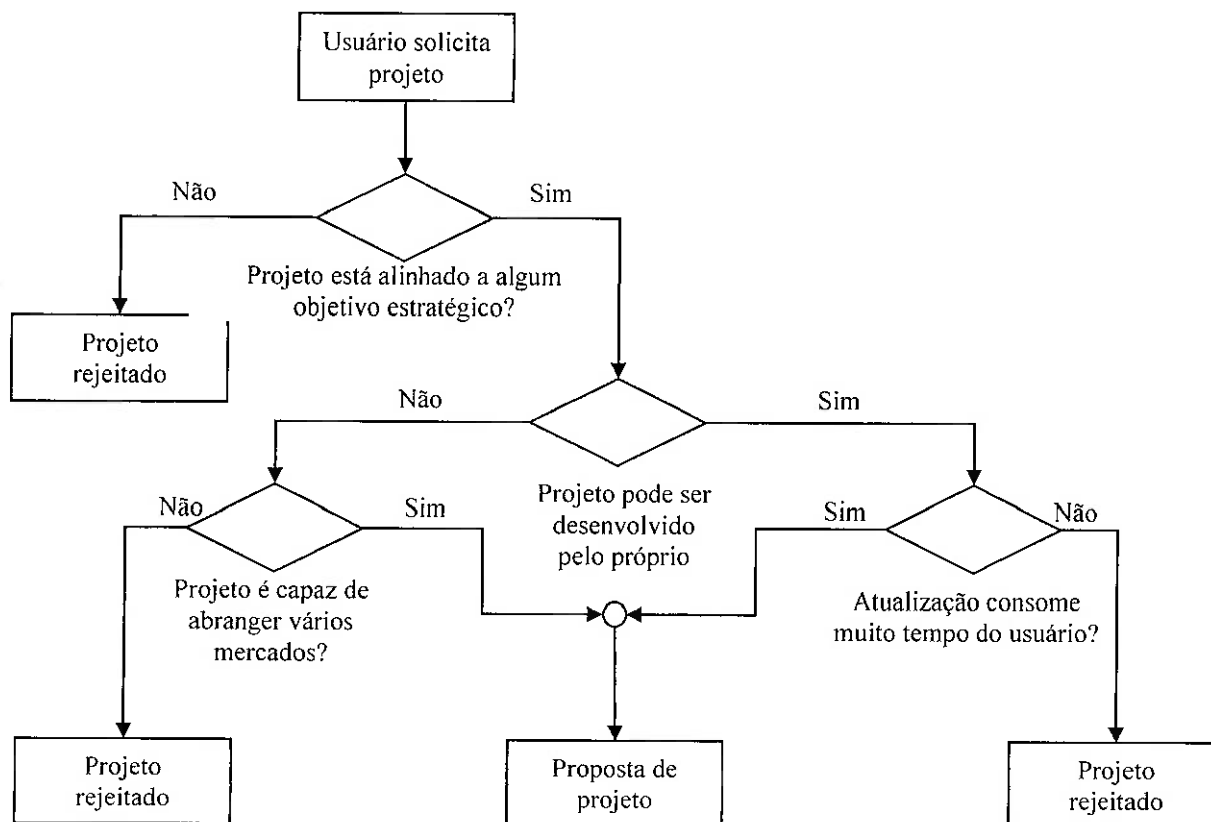 Usuário solicita
projeto
Não
Sim
Projeto está alinhado a algum
objetivo estratégico?
Projeto
rejeitado
Não
Sim
Projeto pode ser
desenvolvido
pelo próprio
Não
Sim
Projeto é capaz de
abranger vários
mercados?
Sim
Não
Atualização consome
muito tempo do usuário?
Projeto
rejeitado
Proposta de
projeto
Projeto
rejeitado